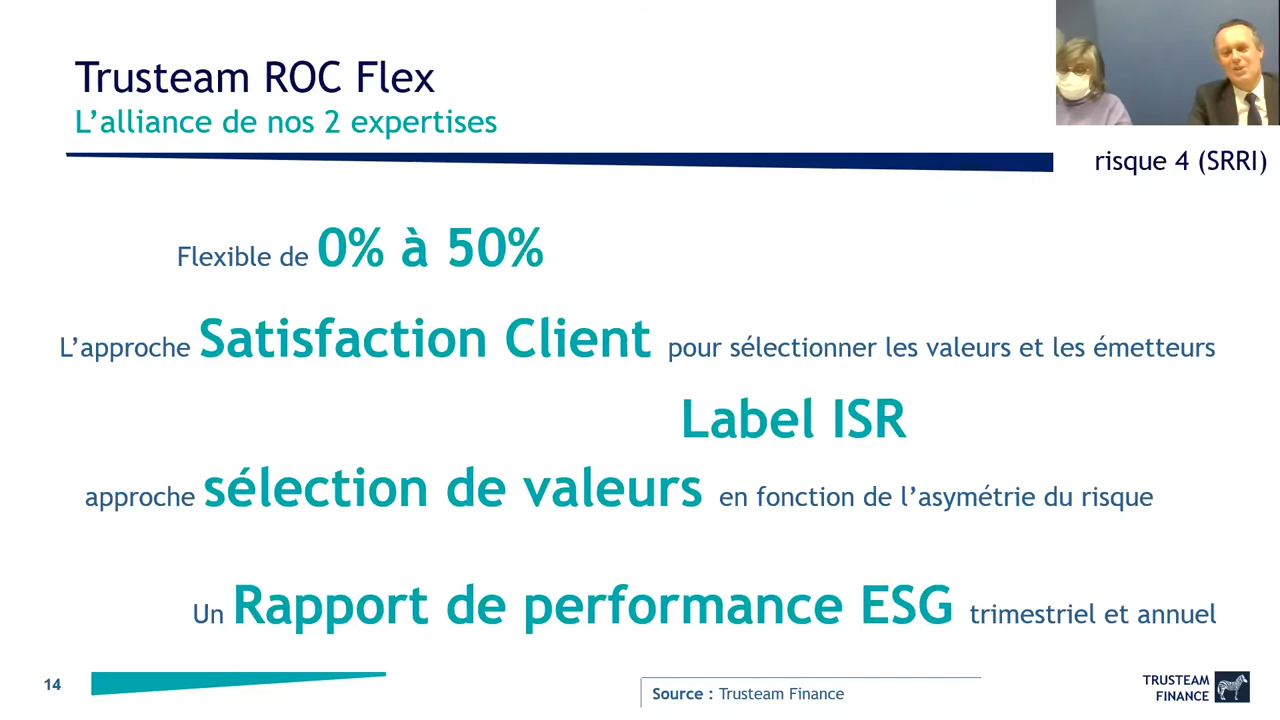 Trusteam ROC Flex
L’alliance de nos 2 expertises
risque 4 (SRRI)
Flexible de 0% à 50%
L’approche Satisfaction Client pour sélectionner les valeurs et les émetteurs
Label ISR
approche sélection de valeurs en fonction de l’asymétrie du risque
Un Rapport de performance ESG trimestriel et annuel
14
Source : Trusteam Finance
TRUSTEAM
FINANCE